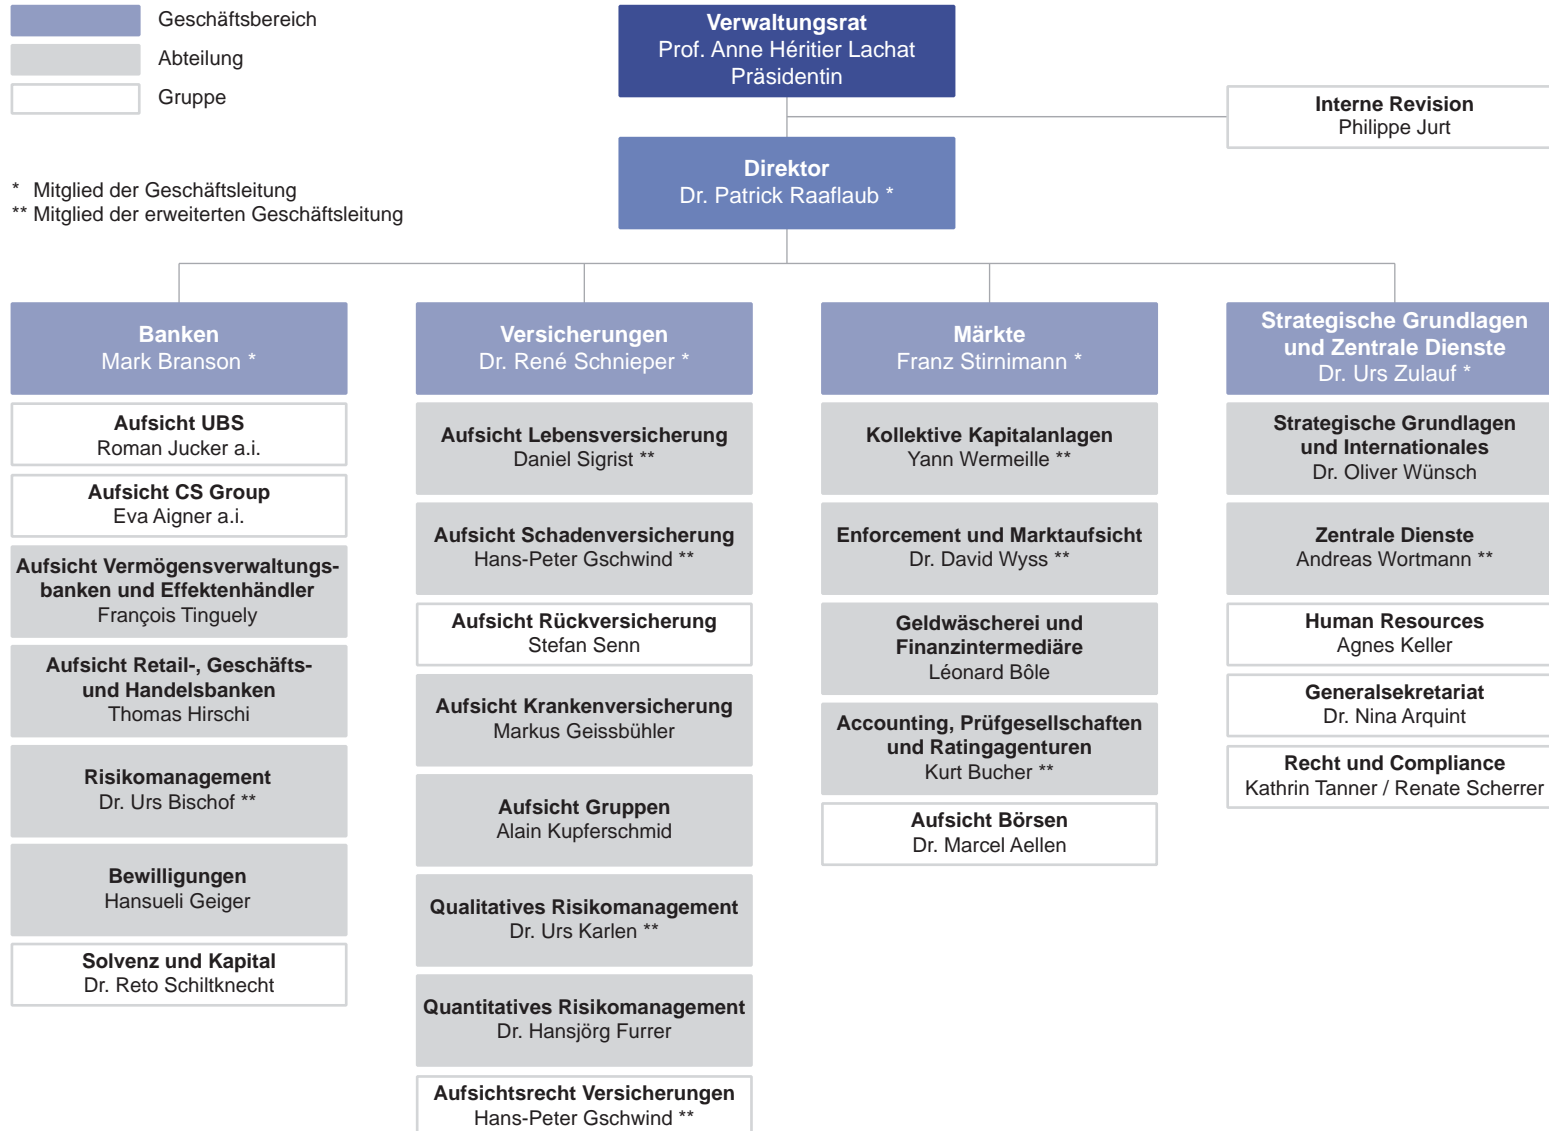 Geschäftsbereich
Abteilung
Gruppe
* Mitglied der Geschäftsleitung
** Mitglied der erweiterten Geschäftsleitung
Verwaltungsrat
Prof. Anne Héritier Lachat
Präsidentin
Interne Revision
Philippe Jurt
Direktor
Dr. Patrick Raaflaub *
Banken
Mark Branson *
Aufsicht UBS
Roman Jucker a.i.
Aufsicht CS Group
Eva Aigner a.i.
Aufsicht Vermögensverwaltungs-
banken und Effektenhändler
François Tinguely
Aufsicht Retail-, Geschäfts-
und Handelsbanken
Thomas Hirschi
Risikomanagement
Dr. Urs Bischof **
Bewilligungen
Hansueli Geiger
Solvenz und Kapital
Dr. Reto Schiltknecht
Versicherungen
Dr. René Schnieper *
Aufsicht Lebensversicherung
Daniel Sigrist **
Aufsicht Schadenversicherung
Hans-Peter Gschwind **
Aufsicht Rückversicherung
Stefan Senn
Aufsicht Krankenversicherung
Markus Geissbühler
Aufsicht Gruppen
Alain Kupferschmid
Qualitatives Risikomanagement
Dr. Urs Karlen **
Quantitatives Risikomanagement
Dr. Hansjörg Furrer
Aufsichtsrecht Versicherungen
Hans-Peter Gschwind **
Märkte
Franz Stirnimann *
Kollektive Kapitalanlagen
Yann Wermeille **
Enforcement und Marktaufsicht
Dr. David Wyss **
Geldwäscherei und
Finanzintermediäre
Léonard Bôle
Accounting, Prüfgesellschaften
und Ratingagenturen
Kurt Bucher **
Aufsicht Börsen
Dr. Marcel Aellen
Strategische Grundlagen
und Zentrale Dienste
Dr. Urs Zulauf *
Strategische Grundlagen
und Internationales
Dr. Oliver Wünsch
Zentrale Dienste
Andreas Wortmann **
Human Resources
Agnes Keller
Generalsekretariat
Dr. Nina Arquint
Recht und Compliance
Kathrin Tanner / Renate Scherrer